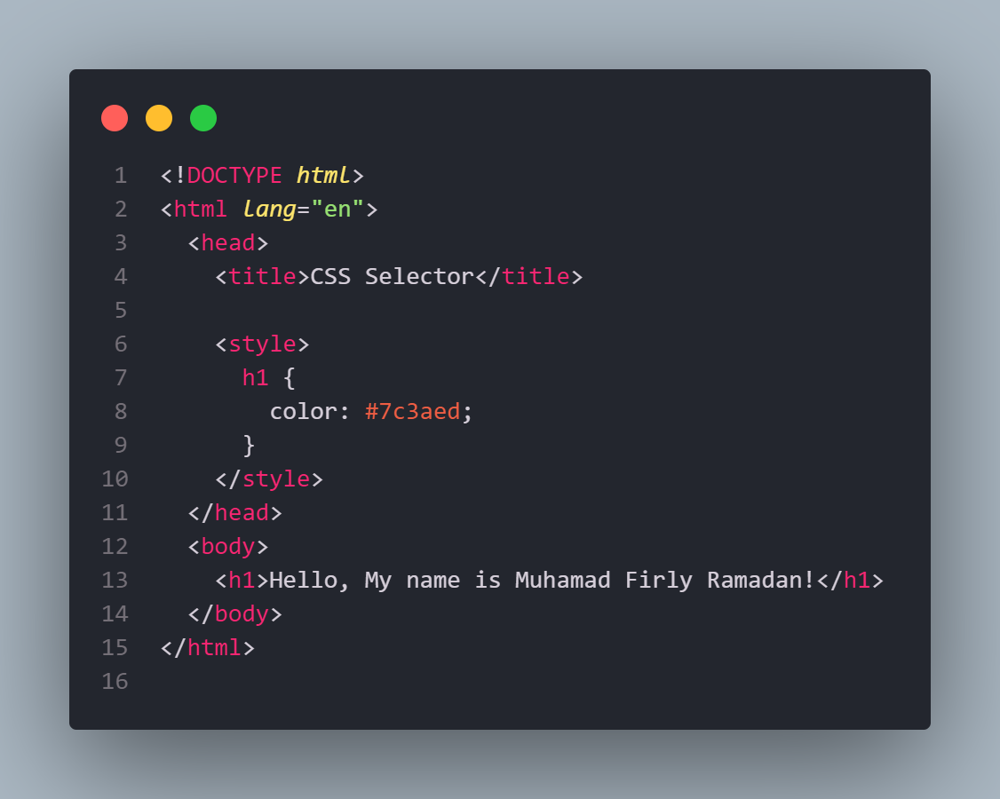 1 <!DOCTYPE html>
2 <html lang="en">
3   <head>
4     <title>CSS Selector</title>
5
6     <style>
7       h1 {
8         color: #7c3aed;
9       }
10     </style>
11   </head>
12   <body>
13     <h1>Hello, My name is Muhamad Firly Ramadan!</h1>
14   </body>
15 </html>
16